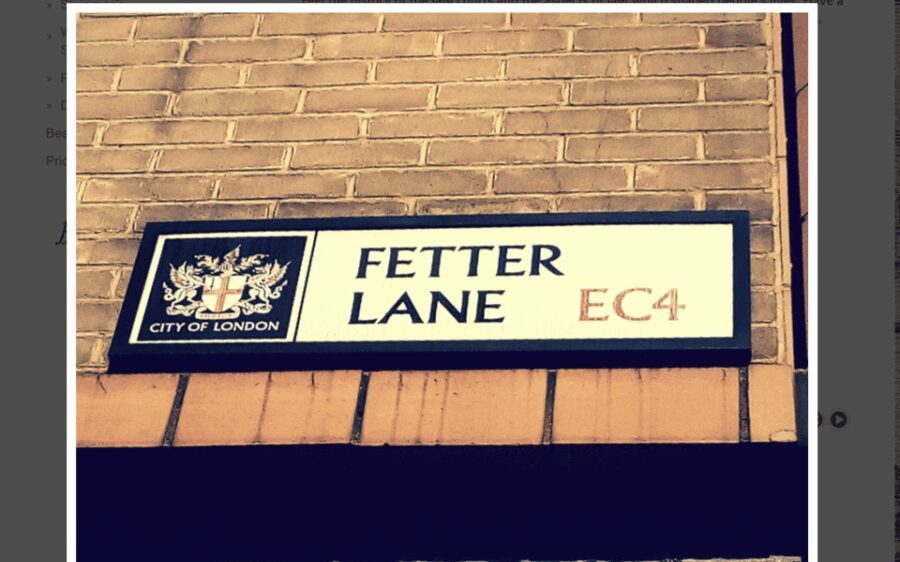 CITY OF LONDON
FETTER
LANE EC4